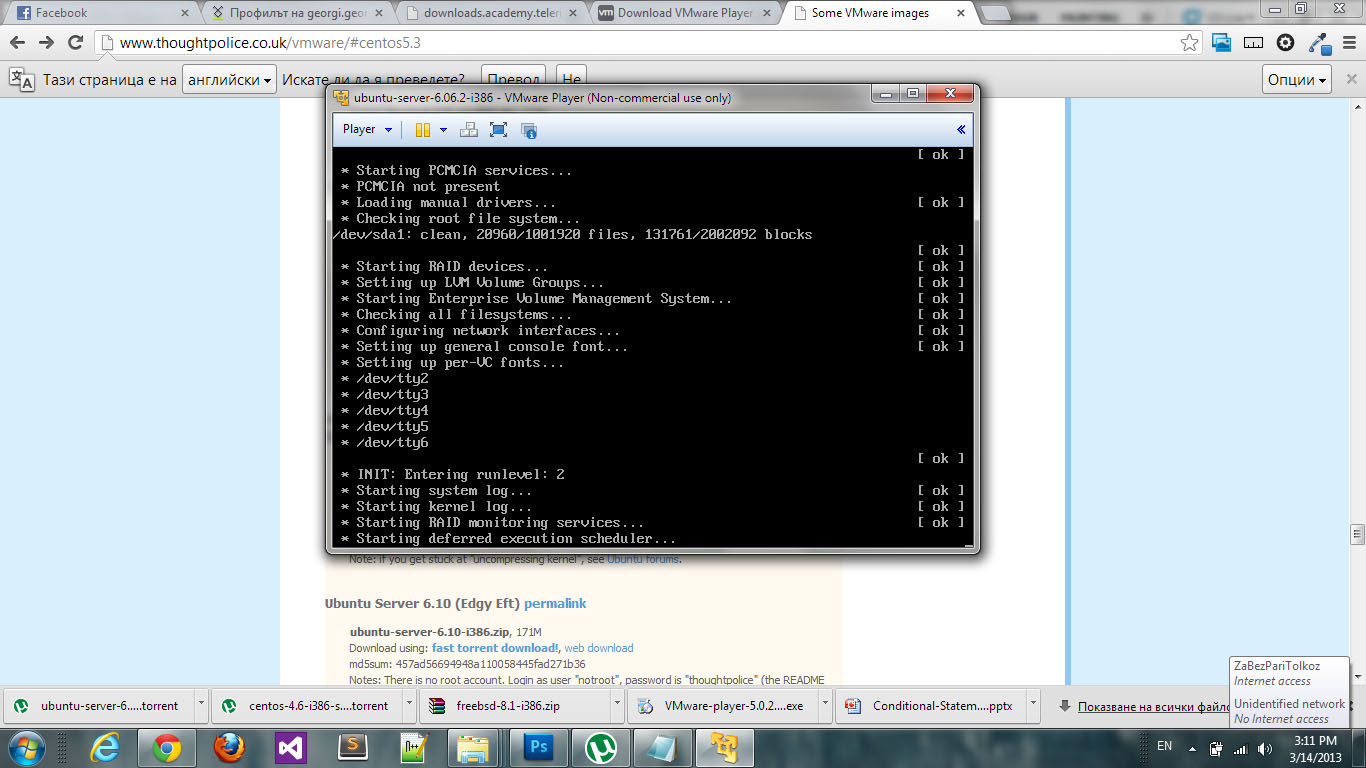 Facebook
Профилът на georgi.geor
downloads.academy.teler
Download VMware Player
Some VMware images
www.thoughtpolice.co.uk/vmware/#centos5.3
Тази страница е на английски Искате ли да я преведете? Превод Не Опции
ubuntu-server-6.06.2-i386 - VMware Player (Non-commercial use only)
Player
[ ok ]
* Starting PCMCIA services...
* PCMCIA not present
* Loading manual drivers... [ ok ]
* Checking root file system...
/dev/sda1: clean, 20960/1001920 files, 131761/2002092 blocks
[ ok ]
* Starting RAID devices... [ ok ]
* Setting up LVM Volume Groups... [ ok ]
* Starting Enterprise Volume Management System... [ ok ]
* Checking all filesystems... [ ok ]
* Configuring network interfaces... [ ok ]
* Setting up general console font... [ ok ]
* Setting up per-VC fonts...
* /dev/tty2
* /dev/tty3
* /dev/tty4
* /dev/tty5
* /dev/tty6
[ ok ]
* INIT: Entering runlevel: 2
* Starting system log... [ ok ]
* Starting kernel log... [ ok ]
* Starting RAID monitoring services... [ ok ]
* Starting deferred execution scheduler...
Note: if you get stuck at "uncompressing kernel", see Ubuntu forums.
Ubuntu Server 6.10 (Edgy Eft) permalink
ubuntu-server-6.10-i386.zip, 171M
Download using: fast torrent download!, web download
md5sum: 457ad56694948a110058445fad271b36
Notes: There is no root account. Login as user "notroot", password is "thoughtpolice" (the README
ZaBezPariTolkoz
Internet access
Unidentified network
No Internet access
ubuntu-server-6.....torrent
centos-4.6-i386-s....torrent
freebsd-8.1-i386.zip
VMware-player-5.0.2....exe
Conditional-Statem....pptx
Показване на всички файло
Ps
EN
3:11 PM
3/14/2013